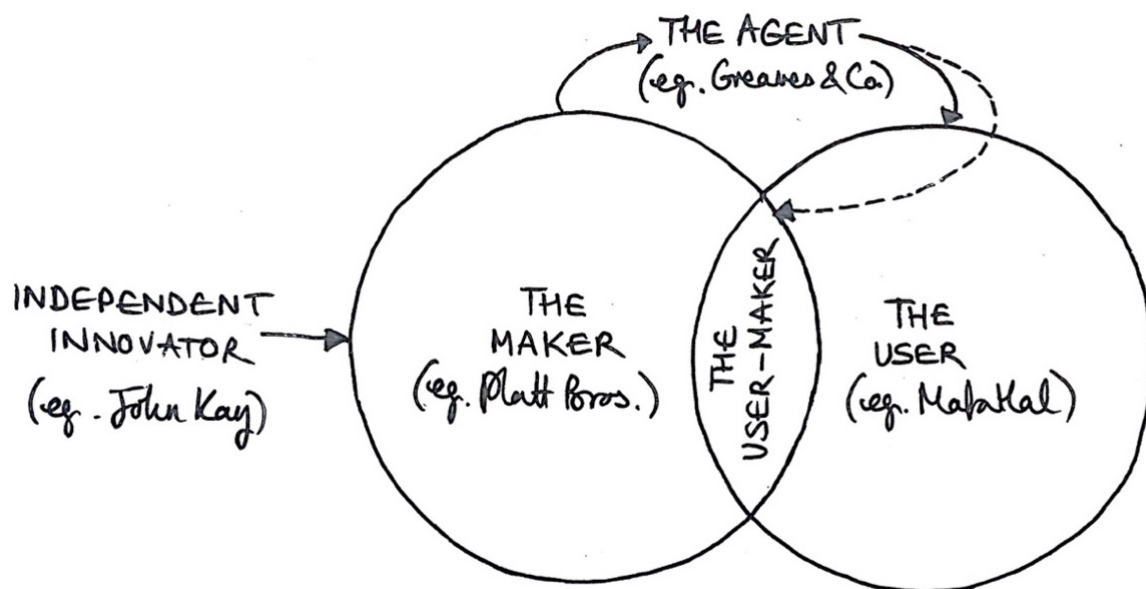 THE AGENT
(eg. Greaves & Co.)
INDEPENDENT
INNOVATOR
(eg. John Kay)
THE
MAKER
(eg. Platt Bros.)
THE
USER-MAKER
THE
USER
(eg. Mafatlal)